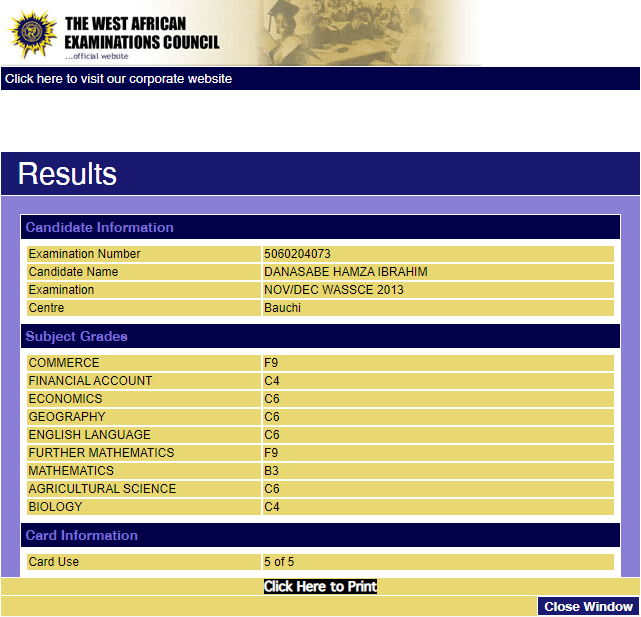 THE WEST AFRICAN
EXAMINATIONS COUNCIL
...official website
Click here to visit our corporate website
Results
Candidate Information
Examination Number 5060204073
Candidate Name DANASABE HAMZA IBRAHIM
Examination NOV/DEC WASSCE 2013
Centre Bauchi
Subject Grades
COMMERCE F9
FINANCIAL ACCOUNT C4
ECONOMICS C6
GEOGRAPHY C6
ENGLISH LANGUAGE C6
FURTHER MATHEMATICS F9
MATHEMATICS B3
AGRICULTURAL SCIENCE C6
BIOLOGY C4
Card Information
Card Use 5 of 5
Click Here to Print
Close Window